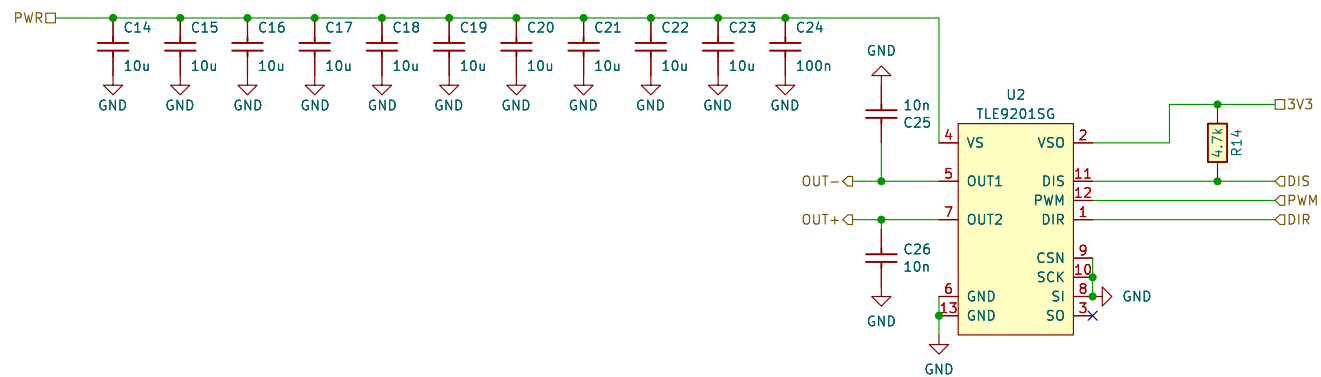 PWR
C14 C15 C16 C17 C18 C19 C20 C21 C22 C23 C24
10u 10u 10u 10u 10u 10u 10u 10u 10u 10u 100n
GND GND GND GND GND GND GND GND GND GND GND
GND
10n
C25
U2
TLE9201SG
3V3
4.7k
R14
4 VS VSO 2
OUT- 5 OUT1 DIS 11 DIS
PWM 12 PWM
OUT+ 7 OUT2 DIR 1 DIR
C26
10n
GND
CSN 9
SCK 10
6 GND SI 8 GND
13 GND SO 3
GND